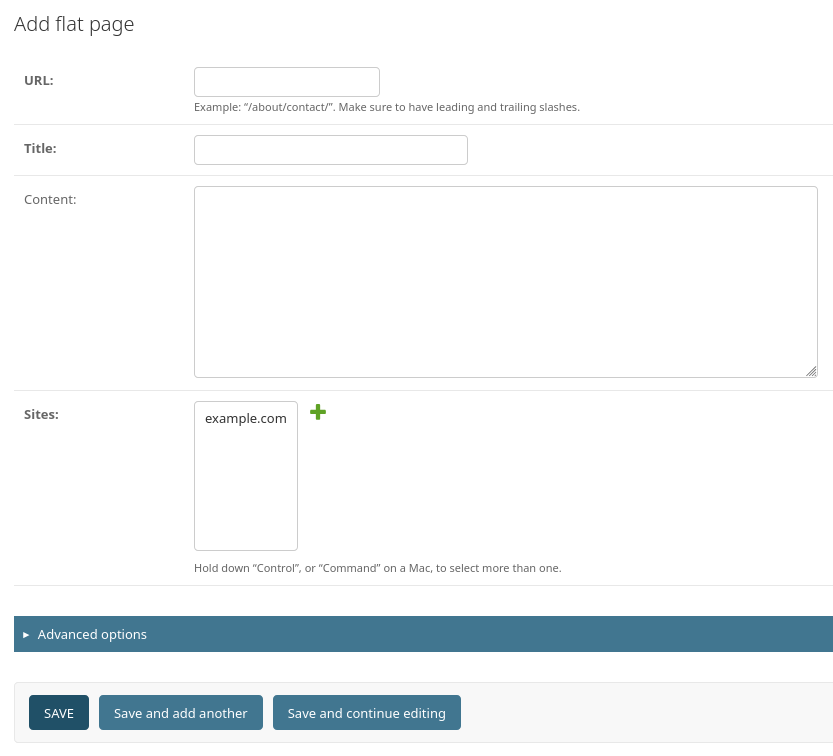 Add flat page
URL:
Example: “/about/contact/”. Make sure to have leading and trailing slashes.
Title:
Content:
Sites:
example.com
Hold down “Control”, or “Command” on a Mac, to select more than one.
Advanced options
SAVE
Save and add another
Save and continue editing